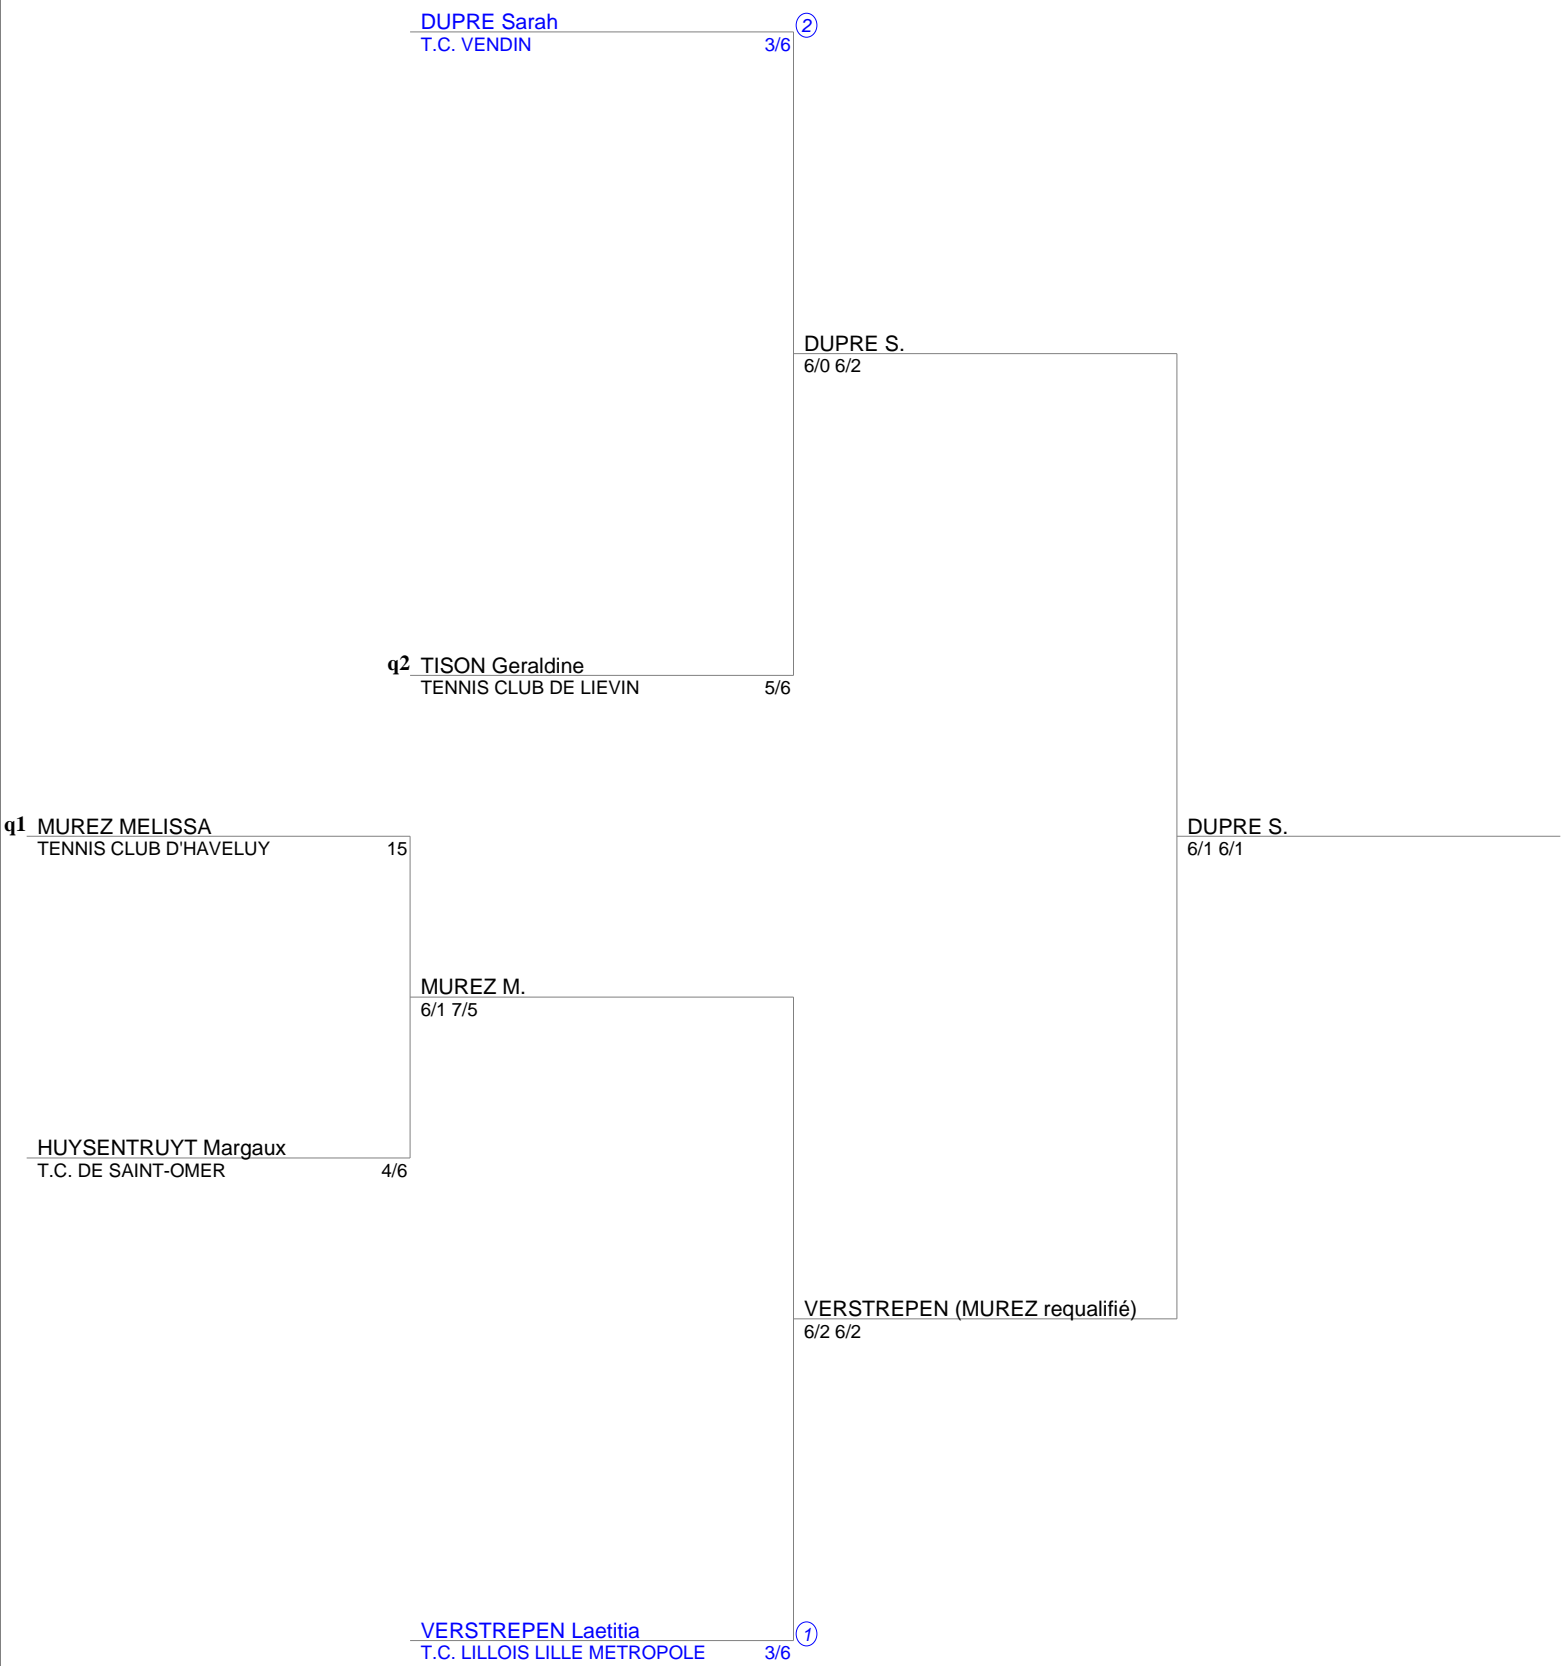 DUPRE Sarah
2
T.C. VENDIN 3/6
DUPRE S.
6/0 6/2
q2 TISON Geraldine
TENNIS CLUB DE LIEVIN 5/6
q1 MUREZ MELISSA
TENNIS CLUB D'HAVELUY 15
DUPRE S.
6/1 6/1
MUREZ M.
6/1 7/5
HUYSENTRUYT Margaux
T.C. DE SAINT-OMER 4/6
VERSTREPEN (MUREZ requalifié)
6/2 6/2
VERSTREPEN Laetitia
1
T.C. LILLOIS LILLE METROPOLE 3/6